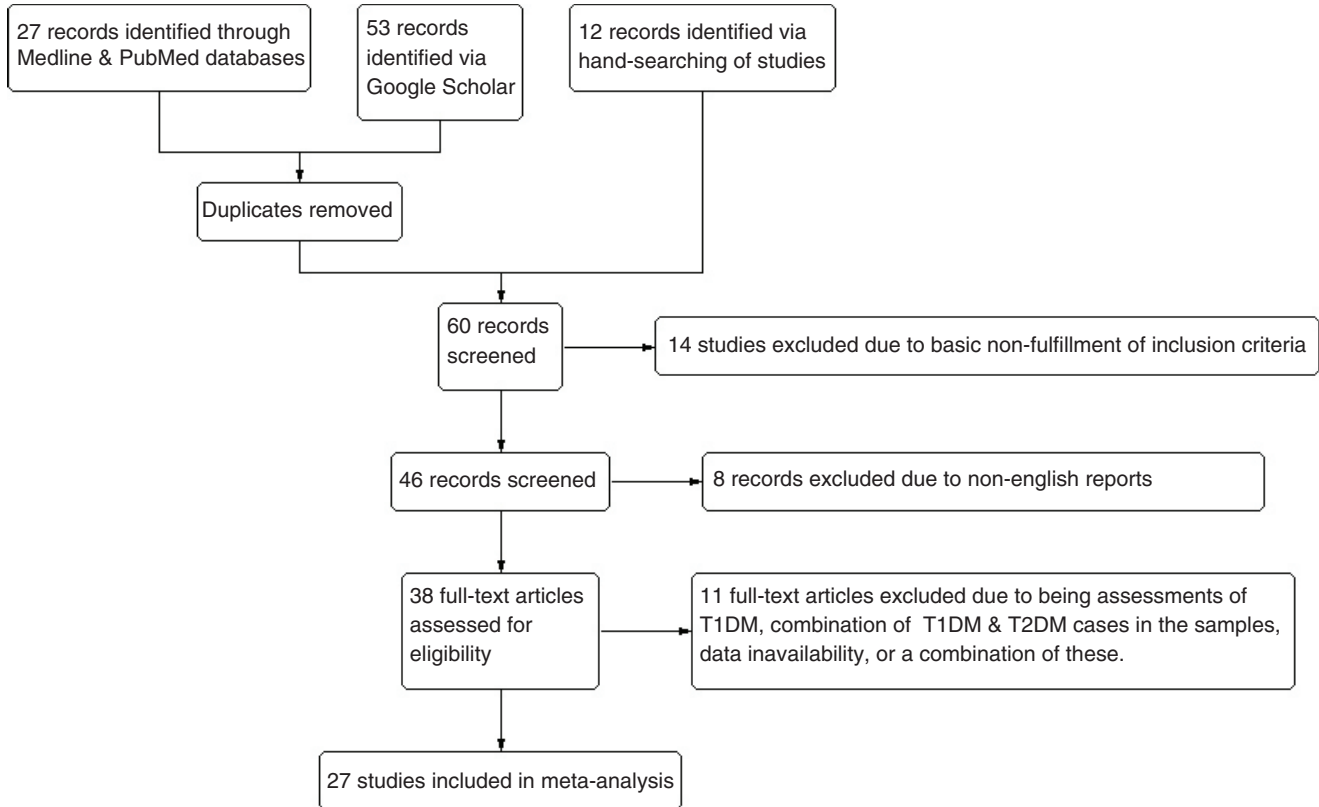 27 records identified through
Medline & PubMed databases
53 records
identified via
Google Scholar
12 records identified via
hand-searching of studies
Duplicates removed
60 records
screened
14 studies excluded due to basic non-fulfillment of inclusion criteria
46 records screened
8 records excluded due to non-english reports
38 full-text articles
assessed for
eligibility
11 full-text articles excluded due to being assessments of
T1DM, combination of T1DM & T2DM cases in the samples,
data inavailability, or a combination of these.
27 studies included in meta-analysis